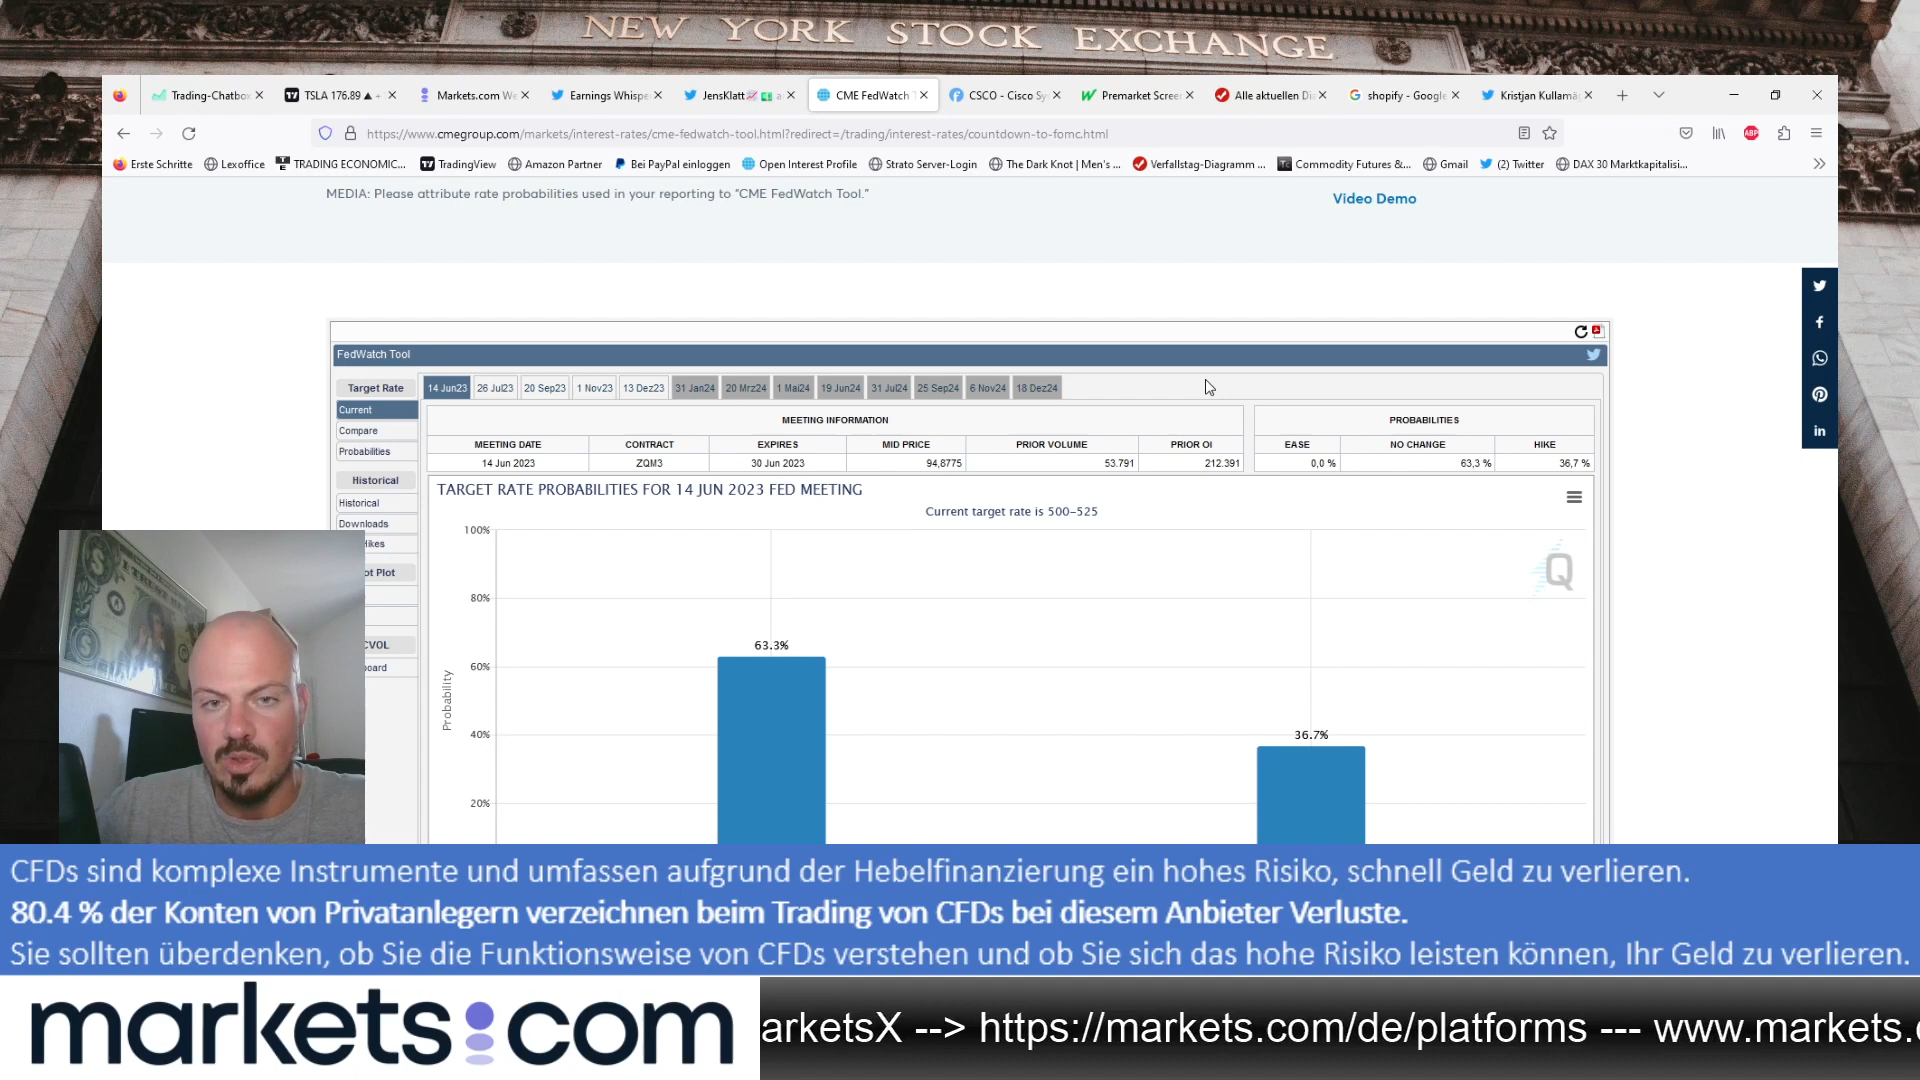 NEW YORK STOCK EXCHANGE
Trading-Chatbox
TSLA 176.89
Markets.com We
Earnings Whispe
JensKlatt
CME FedWatch T
CSCO - Cisco Sy
Premarket Scree
Alle aktuellen Di
shopify - Google
Kristjan Kullamäg
https://www.cmegroup.com/markets/interest-rates/cme-fedwatch-tool.html?redirect=/trading/interest-rates/countdown-to-fomc.html
ABP
Erste Schritte
Lexoffice
TRADING ECONOMIC...
TradingView
Amazon Partner
Bei PayPal einloggen
Open Interest Profile
Strato Server-Login
The Dark Knot | Men's ...
Verfallstag-Diagramm ...
Commodity Futures &...
Gmail
(2) Twitter
DAX 30 Marktkapitalisi...
MEDIA: Please attribute rate probabilities used in your reporting to "CME FedWatch Tool."
Video Demo
FedWatch Tool
Target Rate
Current
Compare
Probabilities
Historical
Historical
Downloads
ikes
ot Plot
CVOL
board
14 Jun23 26 Jul23 20 Sep23 1 Nov23 13 Dez23 31 Jan24 20 Mrz24 1 Mai24 19 Jun24 31 Jul24 25 Sep24 6 Nov24 18 Dez24
MEETING INFORMATION
MEETING DATE CONTRACT EXPIRES MID PRICE PRIOR VOLUME PRIOR OI
14 Jun 2023 ZQM3 30 Jun 2023 94,8775 53.791 212.391
PROBABILITIES
EASE NO CHANGE HIKE
0,0 % 63,3 % 36,7 %
TARGET RATE PROBABILITIES FOR 14 JUN 2023 FED MEETING
Current target rate is 500-525
100%
80%
60%
40%
20%
Probability
63.3%
36.7%
Q
CFDs sind komplexe Instrumente und umfassen aufgrund der Hebelfinanzierung ein hohes Risiko, schnell Geld zu verlieren.
80.4 % der Konten von Privatanlegern verzeichnen beim Trading von CFDs bei diesem Anbieter Verluste.
Sie sollten überdenken, ob Sie die Funktionsweise von CFDs verstehen und ob Sie sich das hohe Risiko leisten können, Ihr Geld zu verlieren.
markets.com
arketsX --> https://markets.com/de/platforms --- www.markets.c